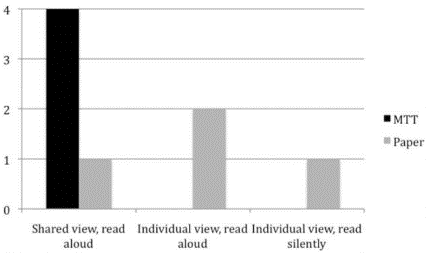 4
3
2
1
0
MTT
Paper
Shared view, read aloud
Individual view, read aloud
Individual view, read silently